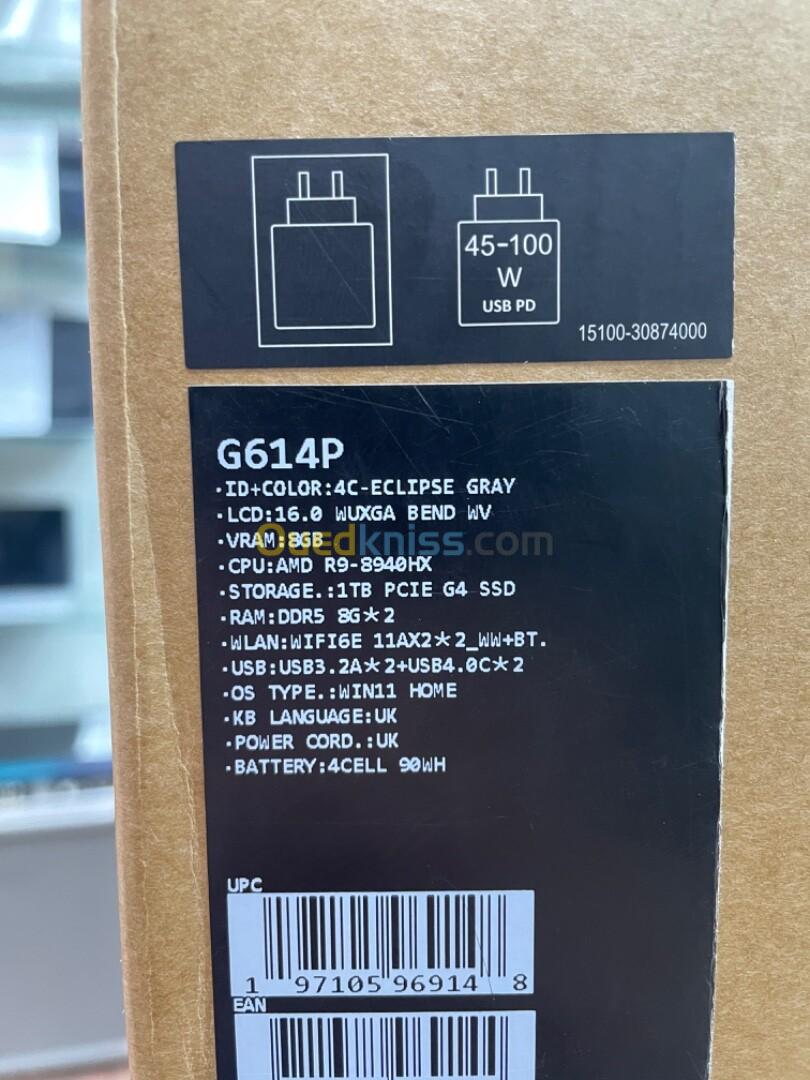 45-100
W
USB PD
15100-30874000
G614P
·ID+COLOR:4C-ECLIPSE GRAY
·LCD:16.0 WUXGA BEND WV
·VRAM:8GB
Ouedkniss.com
·CPU:AMD R9-8940HX
·STORAGE.:1TB PCIE G4 SSD
·RAM:DDR5 8G*2
·WLAN:WIFI6E 11AX2*2_WW+BT.
·USB:USB3.2A*2+USB4.0C*2
·OS TYPE.:WIN11 HOME
·KB LANGUAGE:UK
·POWER CORD.:UK
·BATTERY:4CELL 90WH
UPC
1 97105 96914 8
EAN